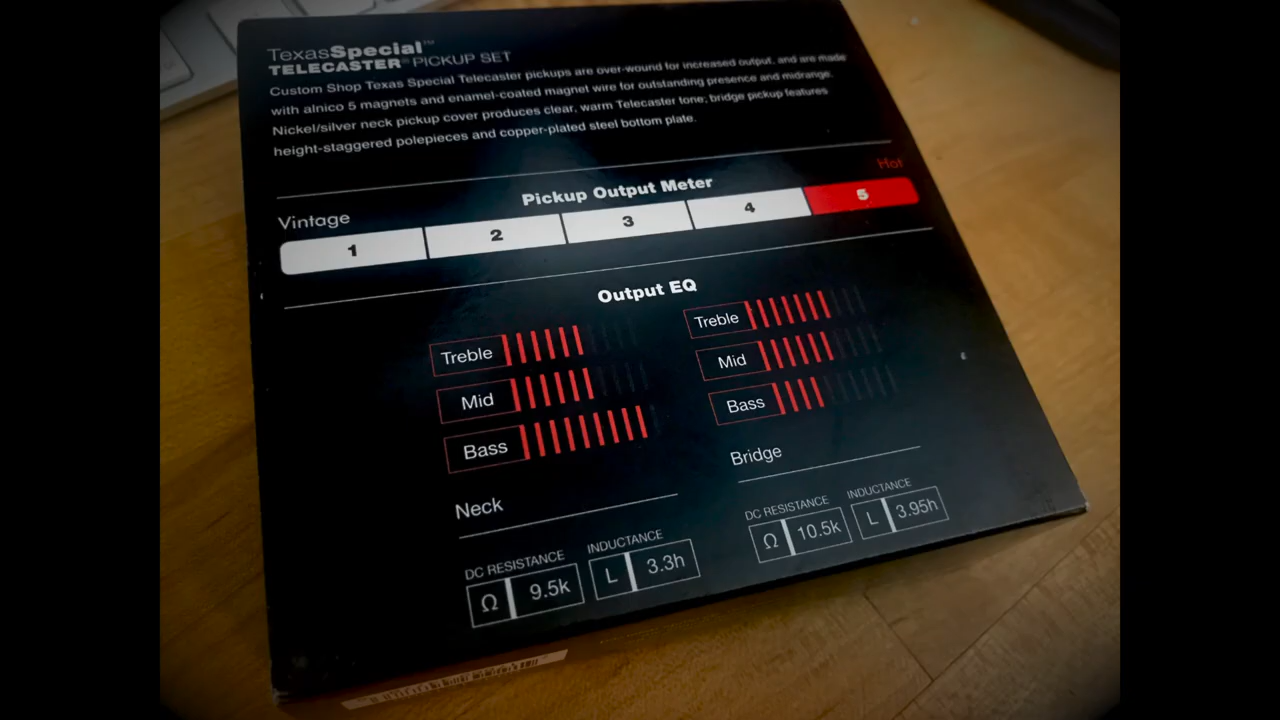 TexasSpecial™
TELECASTER® PICKUP SET
Custom Shop Texas Special Telecaster pickups are over-wound for increased output, and are made
with alnico 5 magnets and enamel-coated magnet wire for outstanding presence and midrange.
Nickel/silver neck pickup cover produces clear, warm Telecaster tone; bridge pickup features
height-staggered polepieces and copper-plated steel bottom plate.
Pickup Output Meter
Vintage
Hot
1 2 3 4 5
Output EQ
Treble
Mid
Bass
Neck
DC RESISTANCE
Ω 9.5k
INDUCTANCE
L 3.3h
Treble
Mid
Bass
Bridge
DC RESISTANCE
Ω 10.5k
INDUCTANCE
L 3.95h